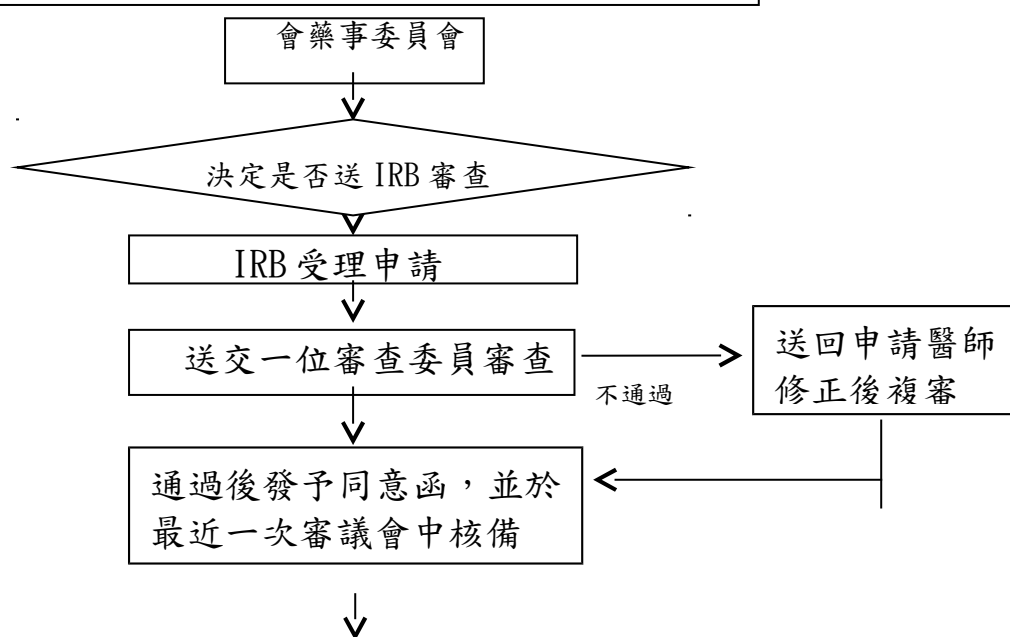 會藥事委員會
決定是否送 IRB 審查
IRB 受理申請
送交一位審查委員審查
不通過
送回申請醫師
修正後複審
通過後發予同意函，並於
最近一次審議會中核備